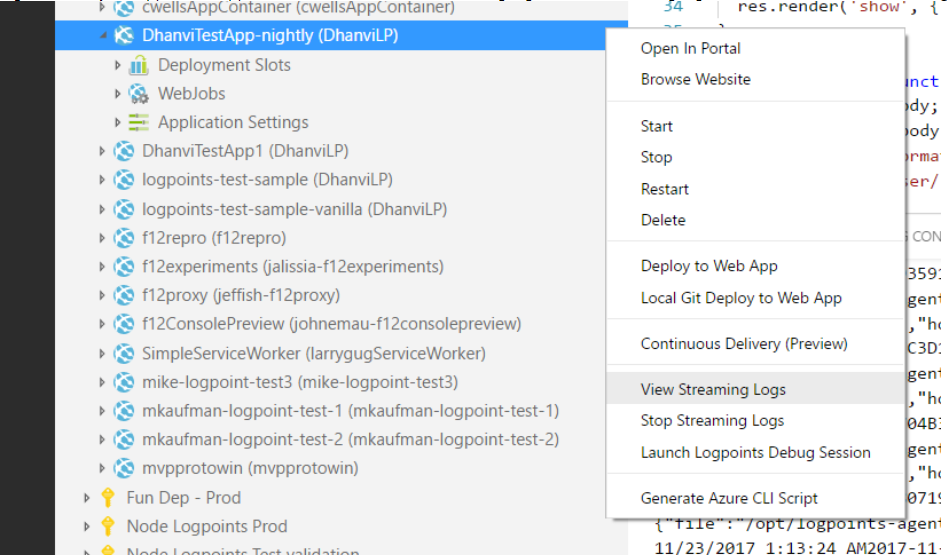 cwellsAppContainer (cwellsAppContainer)
DhanviTestApp-nightly (DhanviLP)
Deployment Slots
WebJobs
Application Settings
DhanviTestApp1 (DhanviLP)
logpoints-test-sample (DhanviLP)
logpoints-test-sample-vanilla (DhanviLP)
f12repro (f12repro)
f12experiments (jalissia-f12experiments)
f12proxy (jeffish-f12proxy)
f12ConsolePreview (johnemau-f12consolepreview)
SimpleServiceWorker (larrygugServiceWorker)
mike-logpoint-test3 (mike-logpoint-test3)
mkaufman-logpoint-test-1 (mkaufman-logpoint-test-1)
mkaufman-logpoint-test-2 (mkaufman-logpoint-test-2)
mvpprotowin (mvpprotowin)
Fun Dep - Prod
Node Logpoints Prod
Node Logpoints Test validation
Open In Portal
Browse Website
Start
Stop
Restart
Delete
Deploy to Web App
Local Git Deploy to Web App
Continuous Delivery (Preview)
View Streaming Logs
Stop Streaming Logs
Launch Logpoints Debug Session
Generate Azure CLI Script
34 res.render('show', {
unct
dy;
body
orma
ser/
CON
3591
gent
,"ho
C3D1
gent
,"ho
04B3
gent
,"ho
0719
{"file":"/opt/logpoints-agent
11/23/2017 1:13:24 AM2017-11-